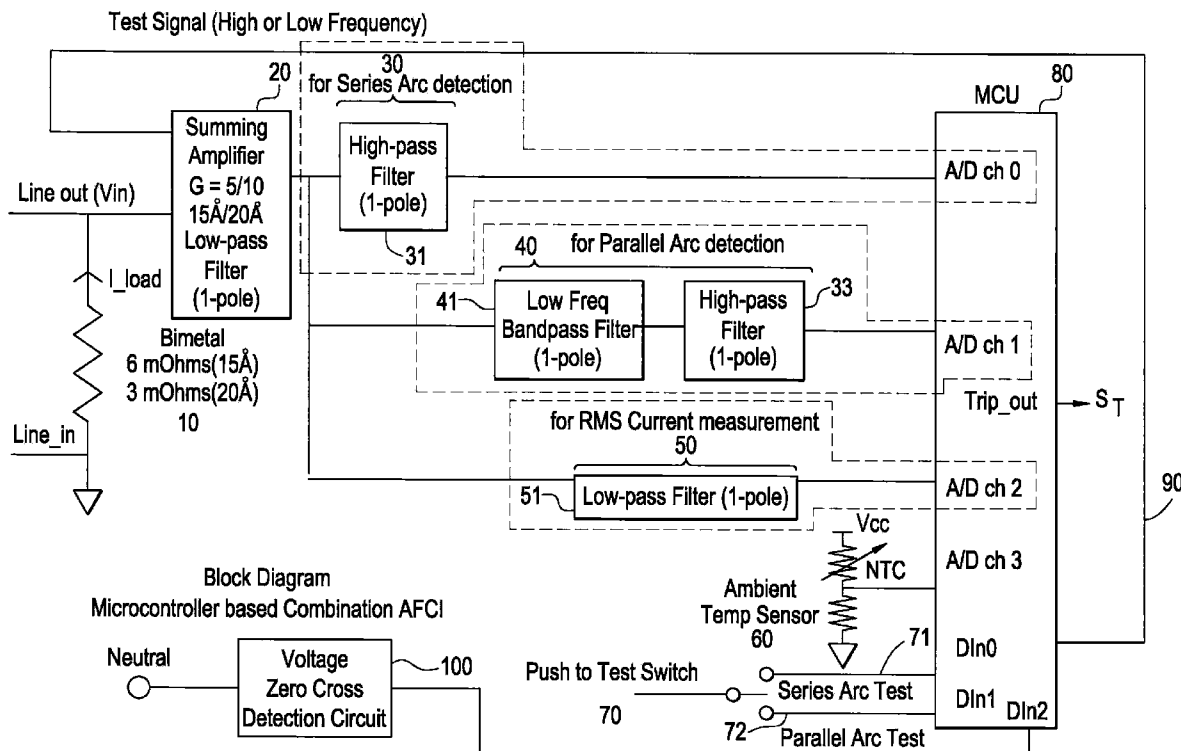 Test Signal (High or Low Frequency)
30
for Series Arc detection
20
80
MCU
Summing
Amplifier
G = 5/10
15Å/20Å
Low-pass
Filter
(1-pole)
High-pass
Filter
(1-pole)
31
A/D ch 0
Line out (Vin)
I_load
for Parallel Arc detection
40
41
33
Low Freq
Bandpass Filter
(1-pole)
High-pass
Filter
(1-pole)
A/D ch 1
Bimetal
6 mOhms(15Å)
3 mOhms(20Å)
10
Line_in
Trip_out
S T
for RMS Current measurement
50
51
Low-pass Filter (1-pole)
A/D ch 2
90
Vcc
NTC
A/D ch 3
Ambient
Temp Sensor
60
Block Diagram
Microcontroller based Combination AFCI
Neutral
Voltage
Zero Cross
Detection Circuit
100
Push to Test Switch
70
71
Series Arc Test
72
Parallel Arc Test
DIn0
DIn1
DIn2